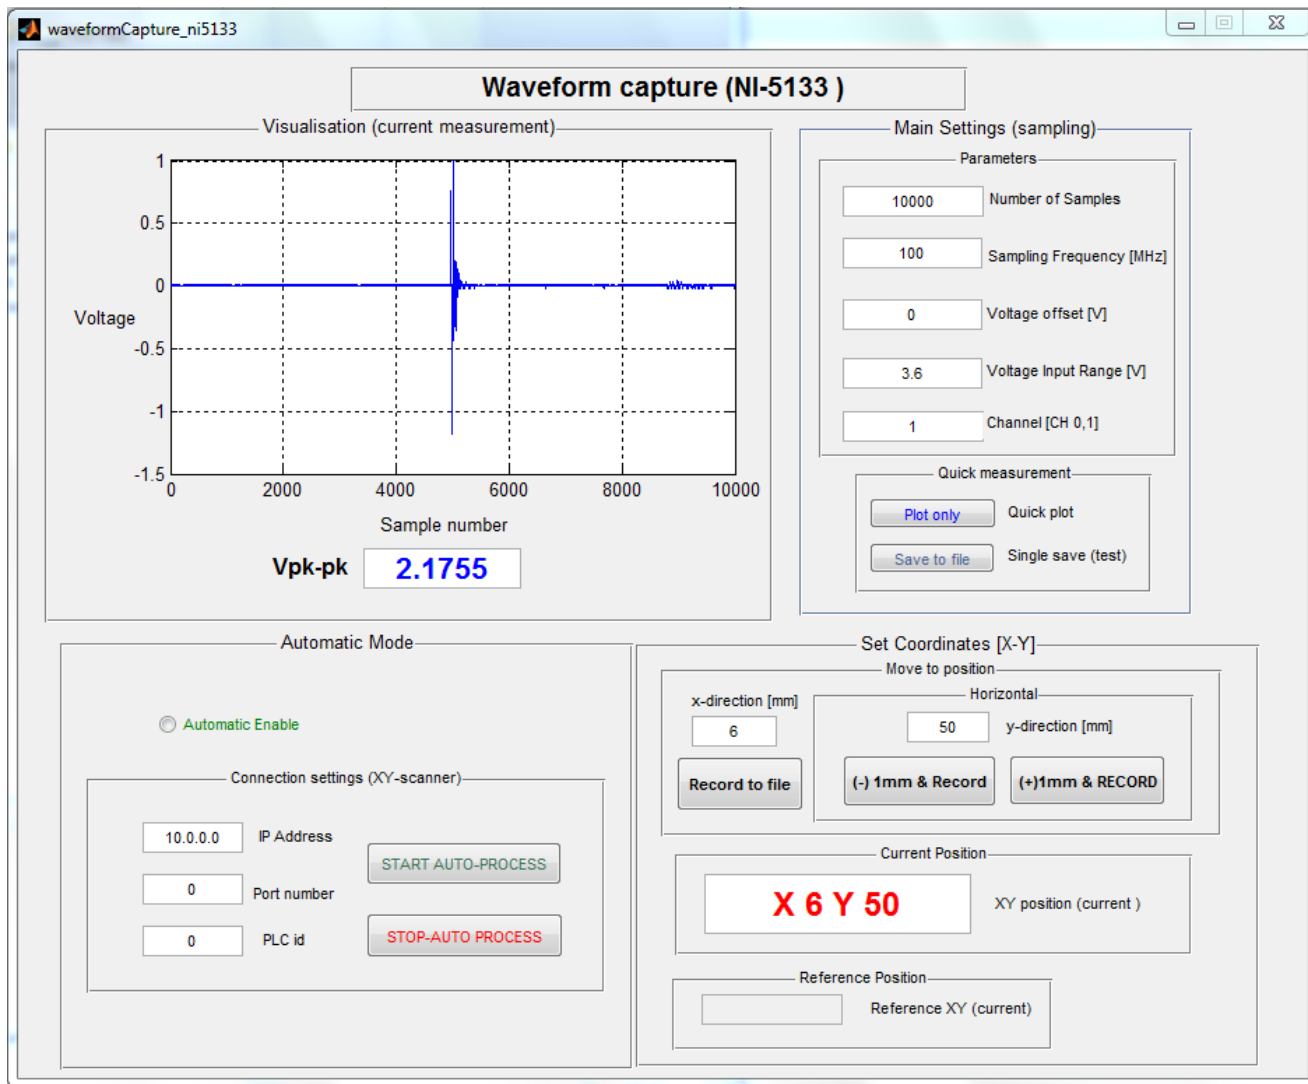 waveformCapture_ni5133
Waveform capture (NI-5133 )
Visualisation (current measurement)
1
0.5
0
-0.5
-1
-1.5
Voltage
0 2000 4000 6000 8000 10000
Sample number
Vpk-pk 2.1755
Main Settings (sampling)
Parameters
10000 Number of Samples
100 Sampling Frequency [MHz]
0 Voltage offset [V]
3.6 Voltage Input Range [V]
1 Channel [CH 0,1]
Quick measurement
Plot only Quick plot
Save to file Single save (test)
Automatic Mode
Automatic Enable
Connection settings (XY-scanner)
10.0.0.0 IP Address
0 Port number
0 PLC id
START AUTO-PROCESS
STOP-AUTO PROCESS
Set Coordinates [X-Y]
Move to position
x-direction [mm]
6
Record to file
Horizontal
50 y-direction [mm]
(-) 1mm & Record (+)1mm & RECORD
Current Position
X 6 Y 50 XY position (current )
Reference Position
Reference XY (current)